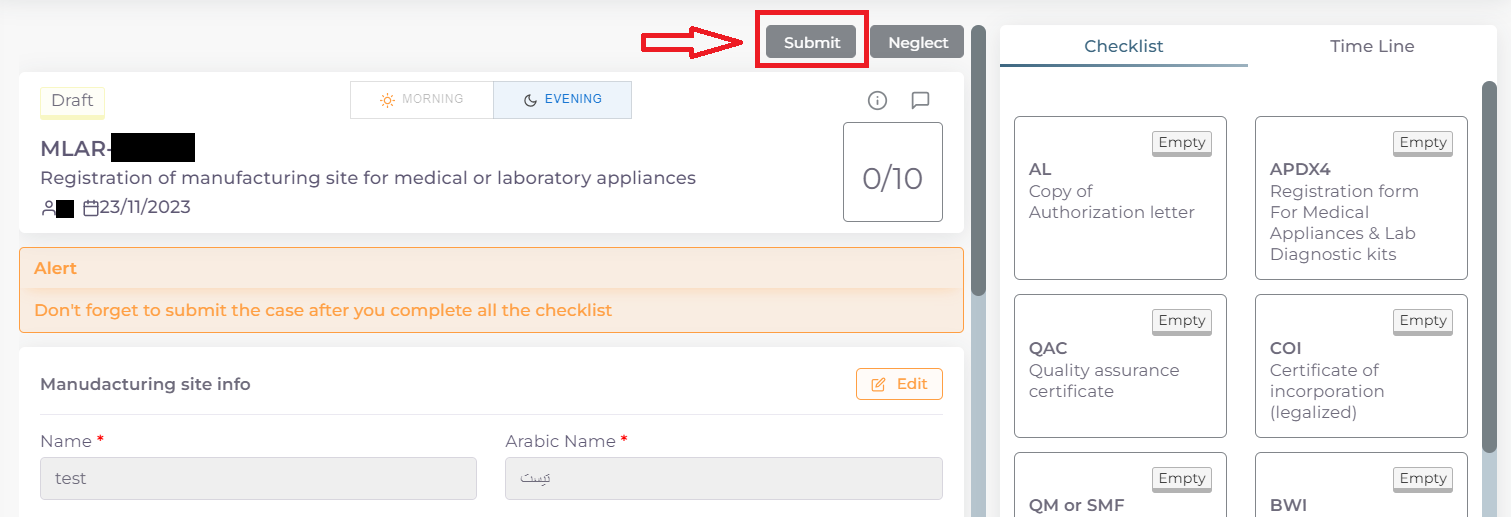 Submit
Neglect
Draft
MORNING
EVENING
MLAR-
Registration of manufacturing site for medical or laboratory appliances
23/11/2023
0/10
Alert
Don't forget to submit the case after you complete all the checklist
Manudacturing site info
Edit
Name *
Arabic Name *
test
تيست
Checklist
Time Line
Empty
AL
Copy of
Authorization letter
Empty
APDX4
Registration form
For Medical
Appliances & Lab
Diagnostic kits
Empty
QAC
Quality assurance
certificate
Empty
COI
Certificate of
incorporation
(legalized)
Empty
QM or SMF
Empty
BWI